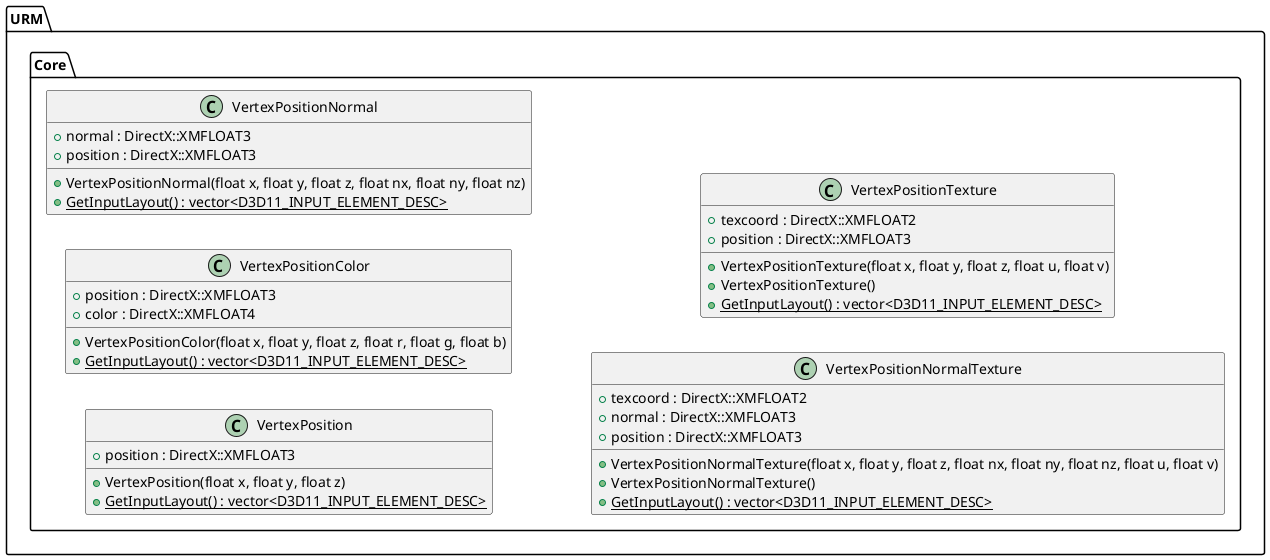 URM
Core
C VertexPositionNormal
normal : DirectX::XMFLOAT3
position : DirectX::XMFLOAT3
VertexPositionNormal(float x, float y, float z, float nx, float ny, float nz)
GetInputLayout() : vector<D3D11_INPUT_ELEMENT_DESC>
C VertexPositionColor
position : DirectX::XMFLOAT3
color : DirectX::XMFLOAT4
VertexPositionColor(float x, float y, float z, float r, float g, float b)
GetInputLayout() : vector<D3D11_INPUT_ELEMENT_DESC>
C VertexPosition
position : DirectX::XMFLOAT3
VertexPosition(float x, float y, float z)
GetInputLayout() : vector<D3D11_INPUT_ELEMENT_DESC>
C VertexPositionTexture
texcoord : DirectX::XMFLOAT2
position : DirectX::XMFLOAT3
VertexPositionTexture(float x, float y, float z, float u, float v)
VertexPositionTexture()
GetInputLayout() : vector<D3D11_INPUT_ELEMENT_DESC>
C VertexPositionNormalTexture
texcoord : DirectX::XMFLOAT2
normal : DirectX::XMFLOAT3
position : DirectX::XMFLOAT3
VertexPositionNormalTexture(float x, float y, float z, float nx, float ny, float nz, float u, float v)
VertexPositionNormalTexture()
GetInputLayout() : vector<D3D11_INPUT_ELEMENT_DESC>